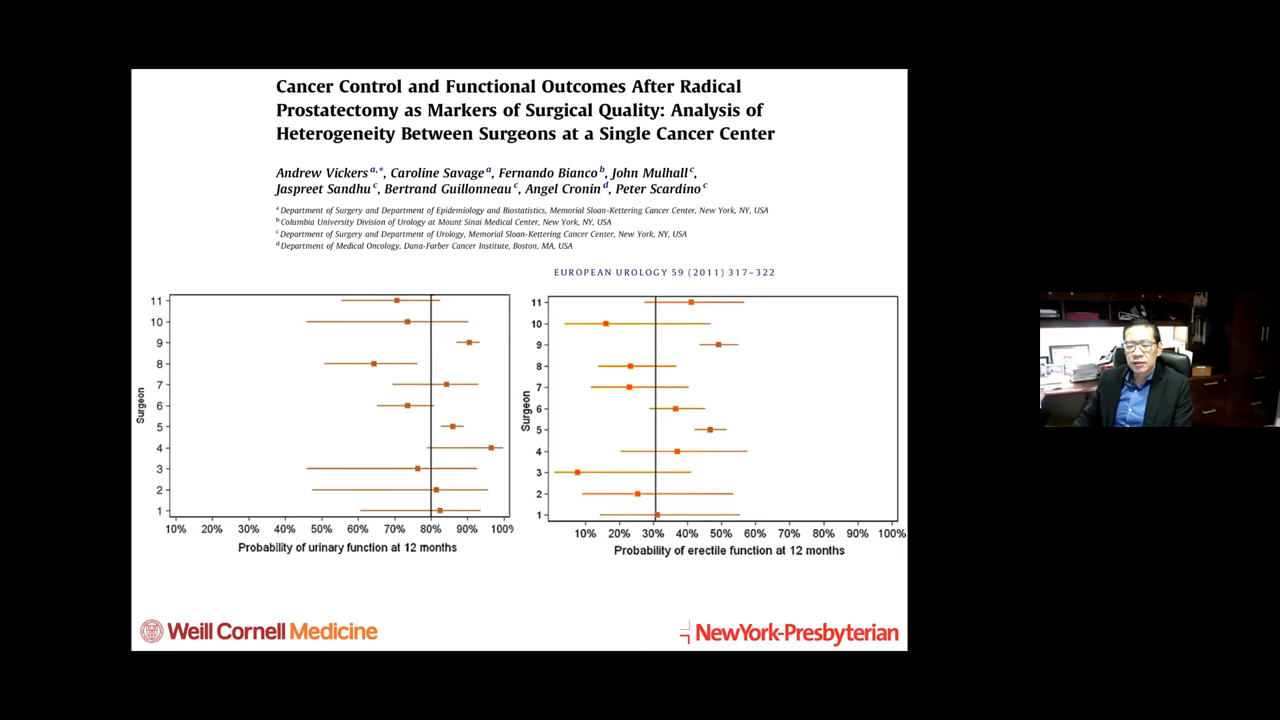 Cancer Control and Functional Outcomes After Radical
Prostatectomy as Markers of Surgical Quality: Analysis of
Heterogeneity Between Surgeons at a Single Cancer Center
Andrew Vickers a,*, Caroline Savage a, Fernando Bianco b, John Mulhall c,
Jaspreet Sandhu c, Bertrand Guillonneau c, Angel Cronin d, Peter Scardino c
a Department of Surgery and Department of Epidemiology and Biostatistics, Memorial Sloan-Kettering Cancer Center, New York, NY, USA
b Columbia University Division of Urology at Mount Sinai Medical Center, New York, NY, USA
c Department of Surgery and Department of Urology, Memorial Sloan-Kettering Cancer Center, New York, NY, USA
d Department of Medical Oncology, Dana-Farber Cancer Institute, Boston, MA, USA
EUROPEAN UROLOGY 59 (2011) 317–322
11
10
9
8
7
6
5
4
3
2
1
Surgeon
10% 20% 30% 40% 50% 60% 70% 80% 90% 100%
Probability of urinary function at 12 months
11
10
9
8
7
6
5
4
3
2
1
Surgeon
10% 20% 30% 40% 50% 60% 70% 80% 90% 100%
Probability of erectile function at 12 months
Weill Cornell Medicine
NewYork-Presbyterian